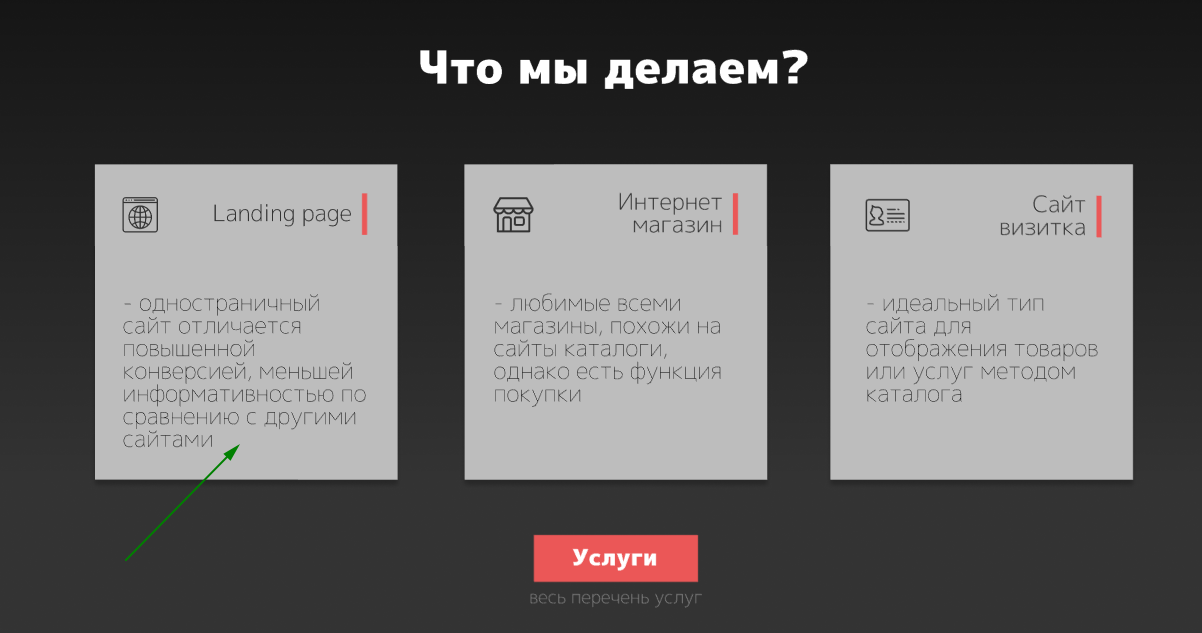 Что мы делаем?
Landing page
- одностраничный
сайт отличается
повышенной
конверсией, меньшей
информативностью по
сравнению с другими
сайтами
Интернет
магазин
- любимые всеми
магазины, похожи на
сайты каталоги,
однако есть функция
покупки
Сайт
визитка
- идеальный тип
сайта для
отображения товаров
или услуг методом
каталога
Услуги
весь перечень услуг